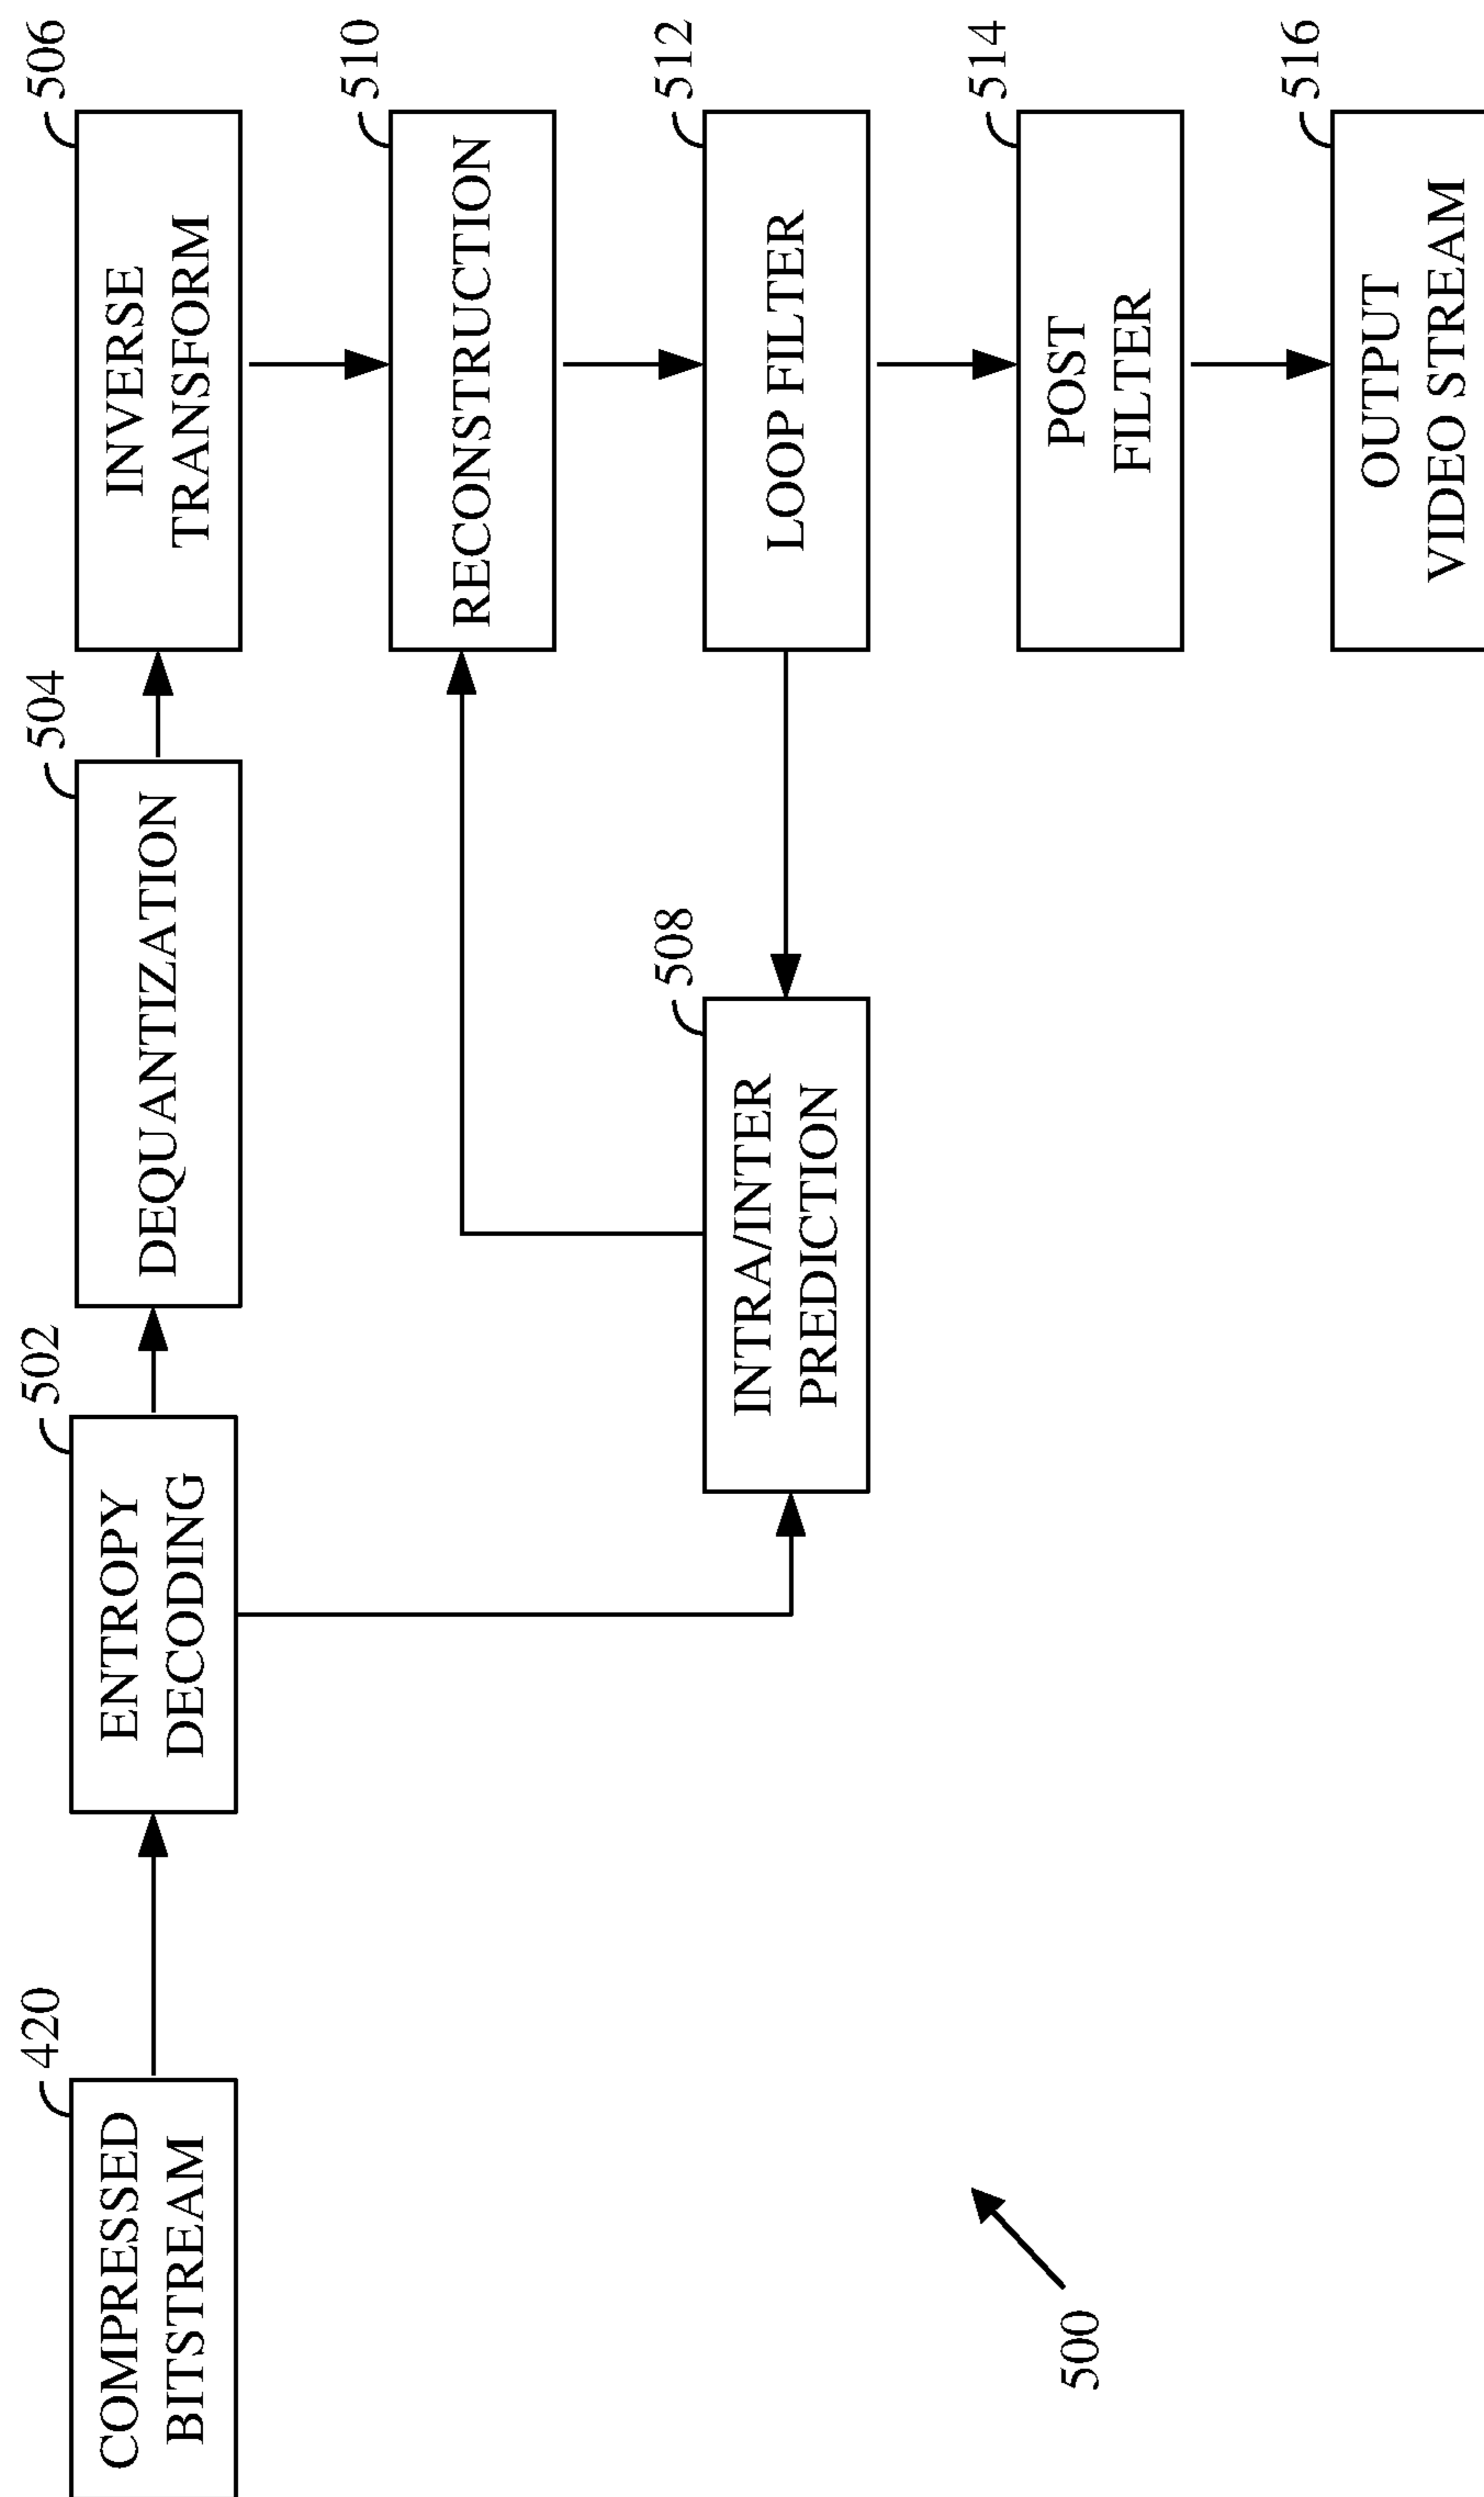 420
COMPRESSED
BITSTREAM
502
ENTROPY
DECODING
504
DEQUANTIZATION
506
INVERSE
TRANSFORM
510
RECONSTRUCTION
508
INTRA/INTER
PREDICTION
512
LOOP FILTER
514
POST
FILTER
516
OUTPUT
VIDEO STREAM
500